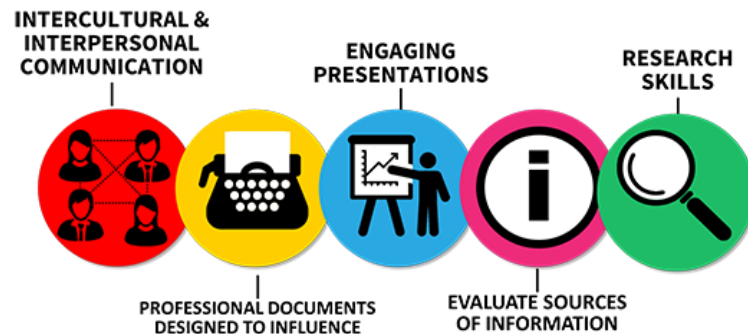 INTERCULTURAL &
INTERPERSONAL
COMMUNICATION
PROFESSIONAL DOCUMENTS
DESIGNED TO INFLUENCE
ENGAGING
PRESENTATIONS
EVALUATE SOURCES
OF INFORMATION
RESEARCH
SKILLS